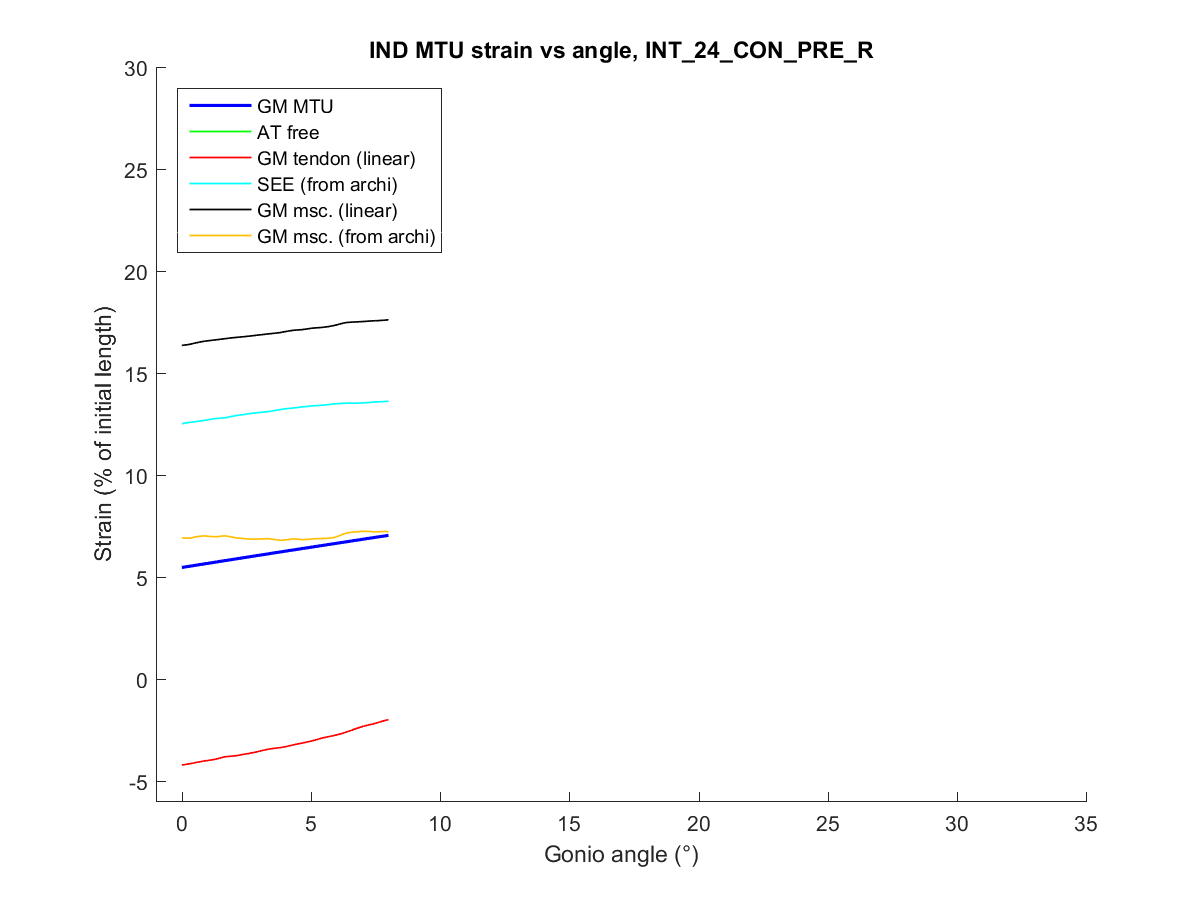 IND MTU strain vs angle, INT_24_CON_PRE_R
30
25
20
15
10
5
0
-5
Strain (% of initial length)
GM MTU
AT free
GM tendon (linear)
SEE (from archi)
GM msc. (linear)
GM msc. (from archi)
0 5 10 15 20 25 30 35
Gonio angle (°)